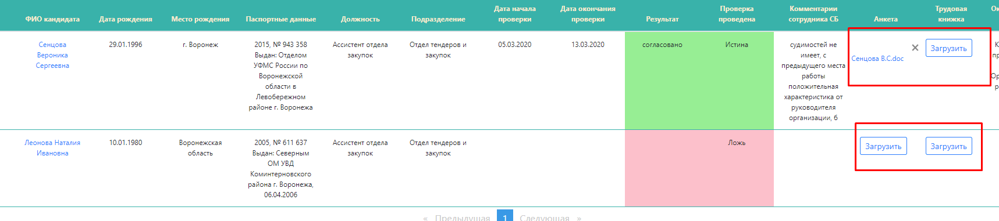 ФИО кандидата
Дата рождения
Место рождения
Паспортные данные
Должность
Подразделение
Дата начала
проверки
Дата окончания
проверки
Результат
Проверка
проведена
Комментарии
сотрудника СБ
Анкета
Трудовая
книжка
Ок
Сенцова
Вероника
Сергеевна
29.01.1996
г. Воронеж
2015, № 943 358
Выдан: Отделом
УФМС России по
Воронежской
области в
Левобережном
районе г. Воронежа
Ассистент отдела
закупок
Отдел тендеров и
закупок
05.03.2020
13.03.2020
согласовано
Истина
судимостей не
имеет, с
предыдущего места
работы
положительная
характеристика от
руководителя
организации, б
Сенцова В.С.doc
×
Загрузить
К
пр
Ор
р
Леонова Наталия
Ивановна
10.01.1980
Воронежская
область
2005, № 611 637
Выдан: Северным
ОМ УВД
Коминтерновского
района г. Воронежа,
06.04.2006
Ассистент отдела
закупок
Отдел тендеров и
закупок
Ложь
Загрузить
Загрузить
« Предыдущая 1 Следующая »